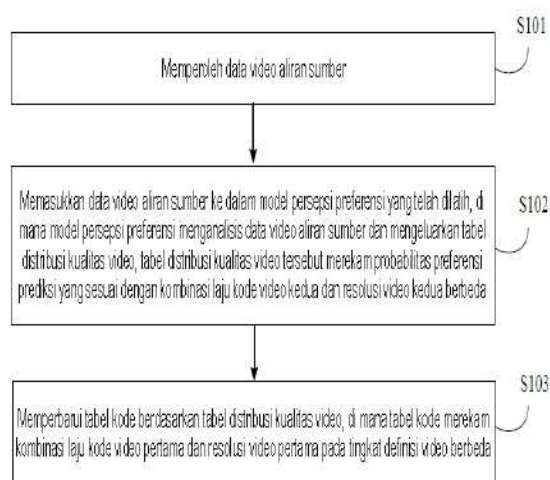 S101
Memperoleh data video aliran sumber
Memasukkan data video aliran sumber ke dalam model persepsi preferensi yang telah dilatih, di
mana model persepsi preferensi menganalisis data video aliran sumber dan mengeluarkan tabel
distribusi kualitas video, tabel distribusi kualitas video tersebut merekam probabilitas preferensi
prediksi yang sesuai dengan kombinasi laju kode video kedua dan resolusi video kedua berbeda
S102
Memperbarui tabel kode berdasarkan tabel distribusi kualitas video, di mana tabel kode merekam
kombinasi laju kode video pertama dan resolusi video pertama pada tingkat definisi video berbeda
S103